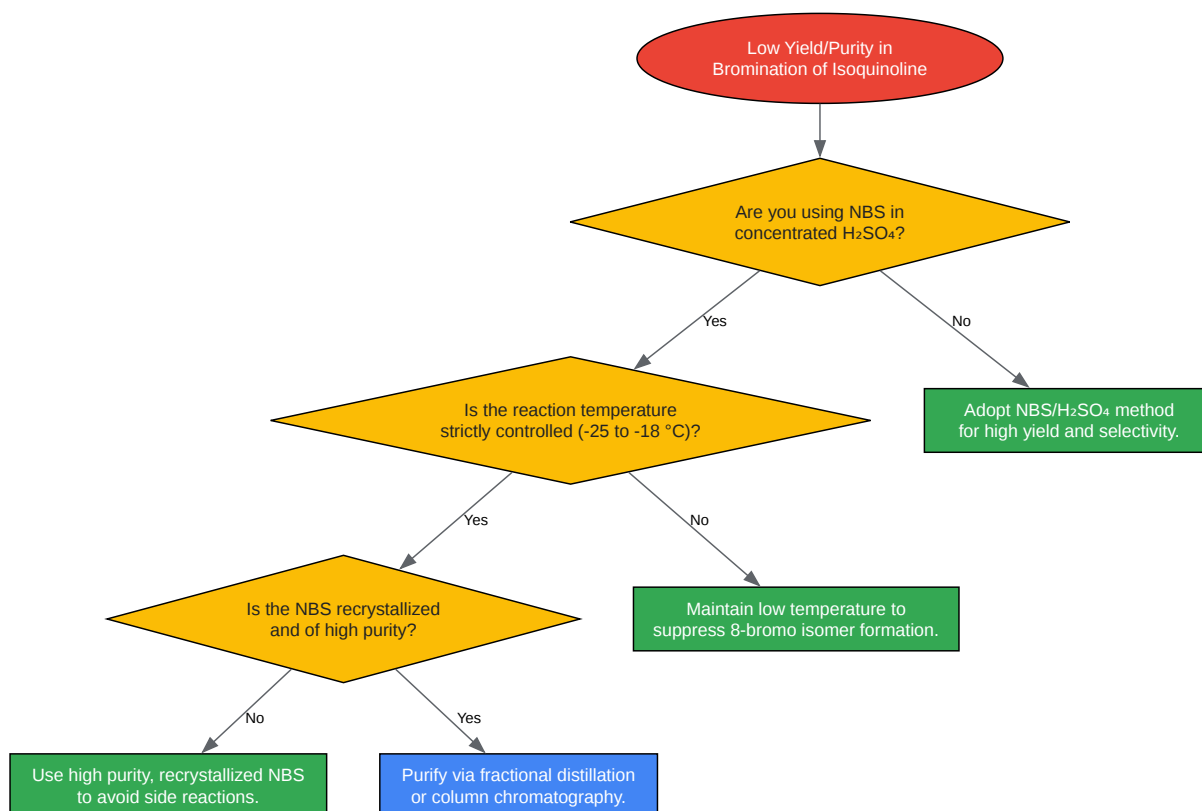 Low Yield/Purity in
Bromination of Isoquinoline
Are you using NBS in
concentrated H₂SO₄?
Yes
No
Is the reaction temperature
strictly controlled (-25 to -18 °C)?
Adopt NBS/H₂SO₄ method
for high yield and selectivity.
Yes
No
Is the NBS recrystallized
and of high purity?
Maintain low temperature to
suppress 8-bromo isomer formation.
No
Yes
Use high purity, recrystallized NBS
to avoid side reactions.
Purify via fractional distillation
or column chromatography.